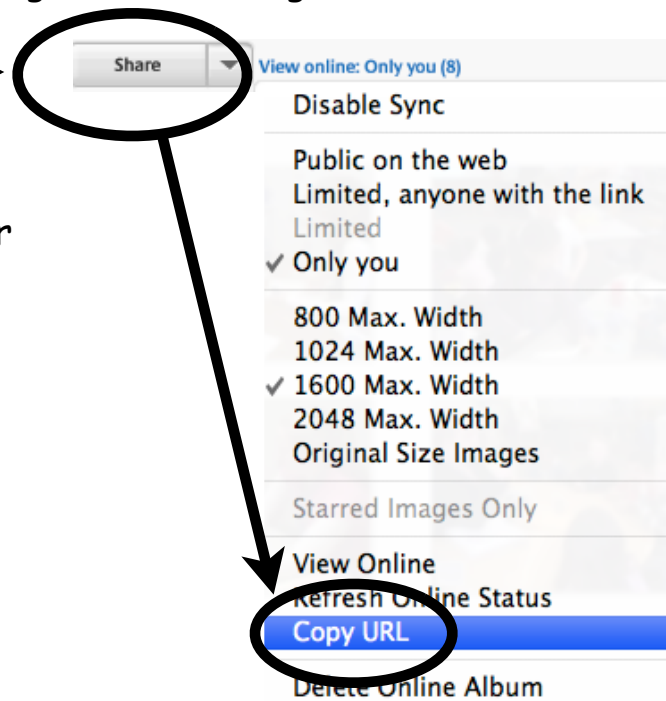 Share
View online: Only you (8)
Disable Sync
Public on the web
Limited, anyone with the link
Limited
Only you
800 Max. Width
1024 Max. Width
1600 Max. Width
2048 Max. Width
Original Size Images
Starred Images Only
View Online
Refresh Online Status
Copy URL
Delete Online Album